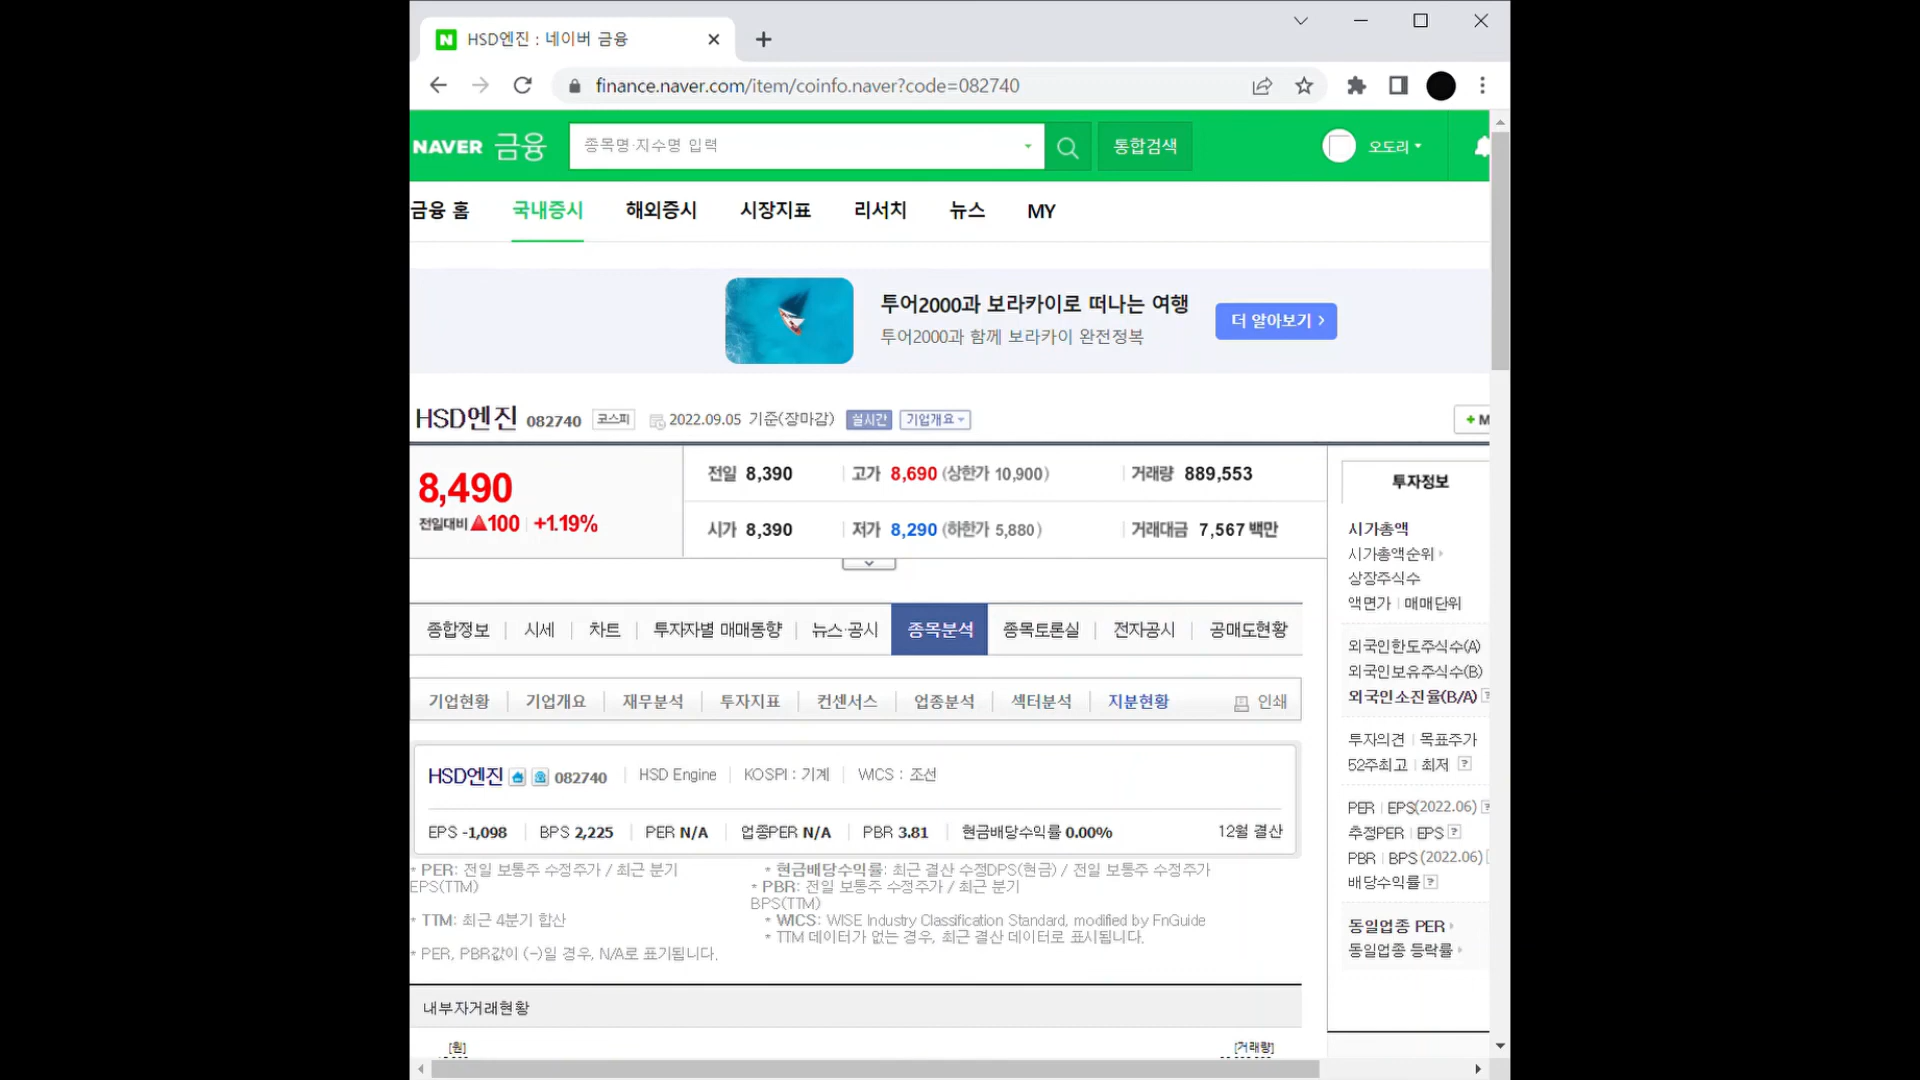 HSD엔진 : 네이버 금융
finance.naver.com/item/coinfo.naver?code=082740
NAVER 금융
종목명·지수명 입력
통합검색
오도리
금융 홈 국내증시 해외증시 시장지표 리서치 뉴스 MY
투어2000과 보라카이로 떠나는 여행
투어2000과 함께 보라카이 완전정복
더 알아보기 >
HSD엔진 082740 코스피 2022.09.05 기준(장마감) 실시간 기업개요
+ M
8,490
전일대비 ▲100 +1.19%
전일 8,390 고가 8,690 (상한가 10,900) 거래량 889,553
시가 8,390 저가 8,290 (하한가 5,880) 거래대금 7,567 백만
종합정보 시세 차트 투자자별 매매동향 뉴스·공시 종목분석 종목토론실 전자공시 공매도현황
기업현황 기업개요 재무분석 투자지표 컨센서스 업종분석 섹터분석 지분현황 인쇄
HSD엔진 082740 HSD Engine KOSPI : 기계 WICS : 조선
EPS -1,098 BPS 2,225 PER N/A 업종PER N/A PBR 3.81 현금배당수익률 0.00% 12월 결산
* PER: 전일 보통주 수정주가 / 최근 분기
EPS(TTM)
* TTM: 최근 4분기 합산
* PER, PBR값이 (-)일 경우, N/A로 표기됩니다.
* 현금배당수익률: 최근 결산 수정DPS(현금) / 전일 보통주 수정주가
* PBR: 전일 보통주 수정주가 / 최근 분기
BPS(TTM)
* WICS: WISE Industry Classification Standard, modified by FnGuide
* TTM 데이터가 없는 경우, 최근 결산 데이터로 표시됩니다.
내부자거래현황
[원] [거래량]
투자정보
시가총액
시가총액순위
상장주식수
액면가 | 매매단위
외국인한도주식수(A)
외국인보유주식수(B)
외국인소진율(B/A) ?
투자의견 | 목표주가
52주최고 | 최저 ?
PER | EPS(2022.06) ?
추정PER | EPS ?
PBR | BPS (2022.06)
배당수익률 ?
동일업종 PER
동일업종 등락률